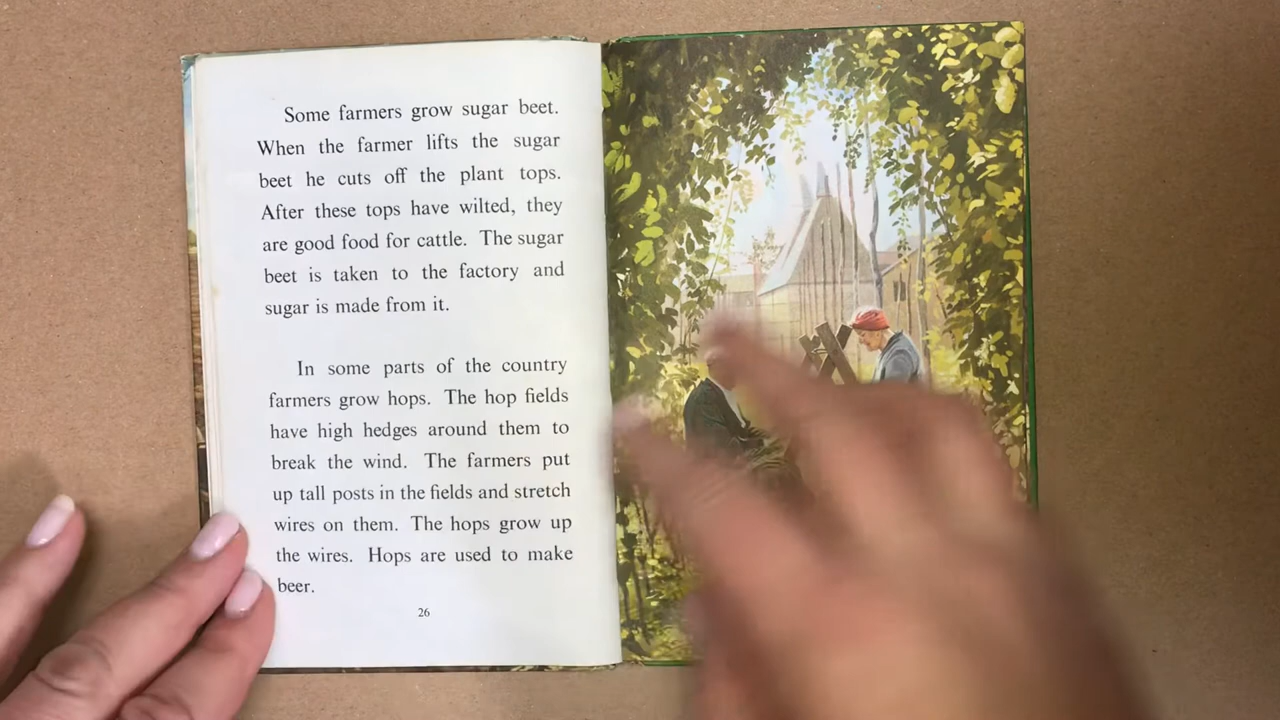 Some farmers grow sugar beet.
When the farmer lifts the sugar
beet he cuts off the plant tops.
After these tops have wilted, they
are good food for cattle. The sugar
beet is taken to the factory and
sugar is made from it.
In some parts of the country
farmers grow hops. The hop fields
have high hedges around them to
break the wind. The farmers put
up tall posts in the fields and stretch
wires on them. The hops grow up
the wires. Hops are used to make
beer.
26